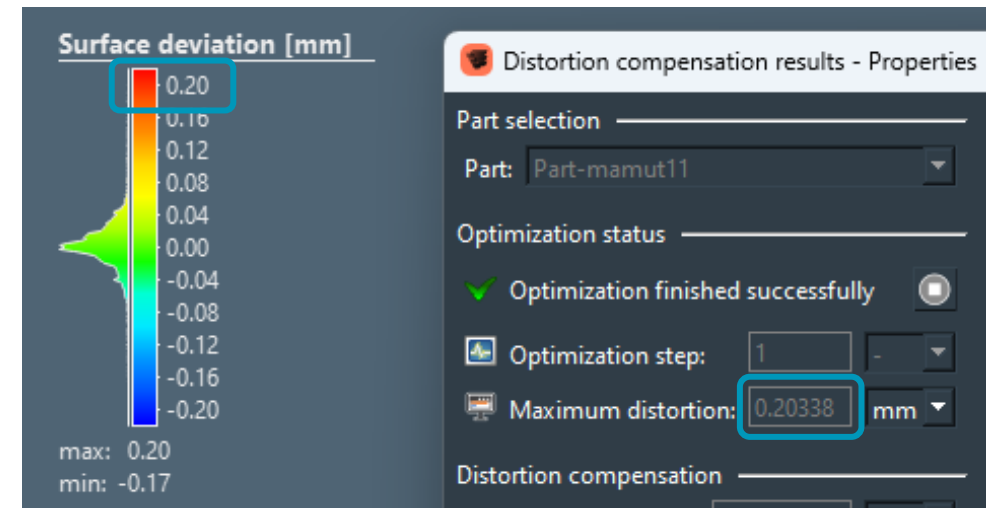 Surface deviation [mm]
0.20
0.16
0.12
0.08
0.04
0.00
-0.04
-0.08
-0.12
-0.16
-0.20
max: 0.20
min: -0.17
Distortion compensation results - Properties
Part selection
Part: Part-mamut11
Optimization status
Optimization finished successfully
Optimization step: 1 -
Maximum distortion: 0.20338 mm
Distortion compensation